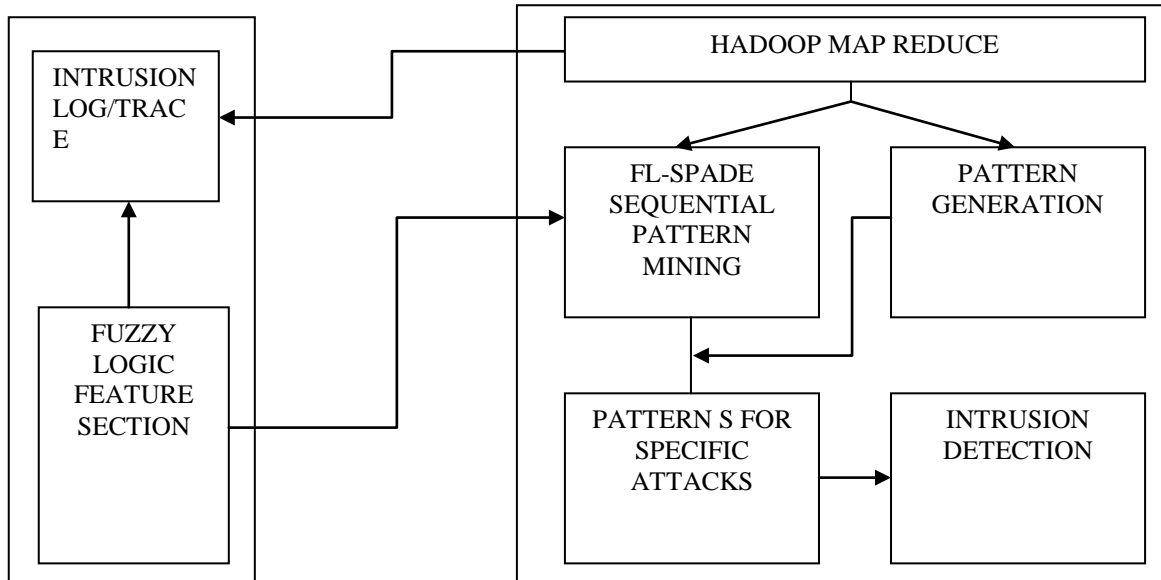 HADOOP MAP REDUCE
INTRUSION
LOG/TRAC
E
FL-SPADE
SEQUENTIAL
PATTERN
MINING
PATTERN
GENERATION
FUZZY
LOGIC
FEATURE
SECTION
PATTERN S FOR
SPECIFIC
ATTACKS
INTRUSION
DETECTION